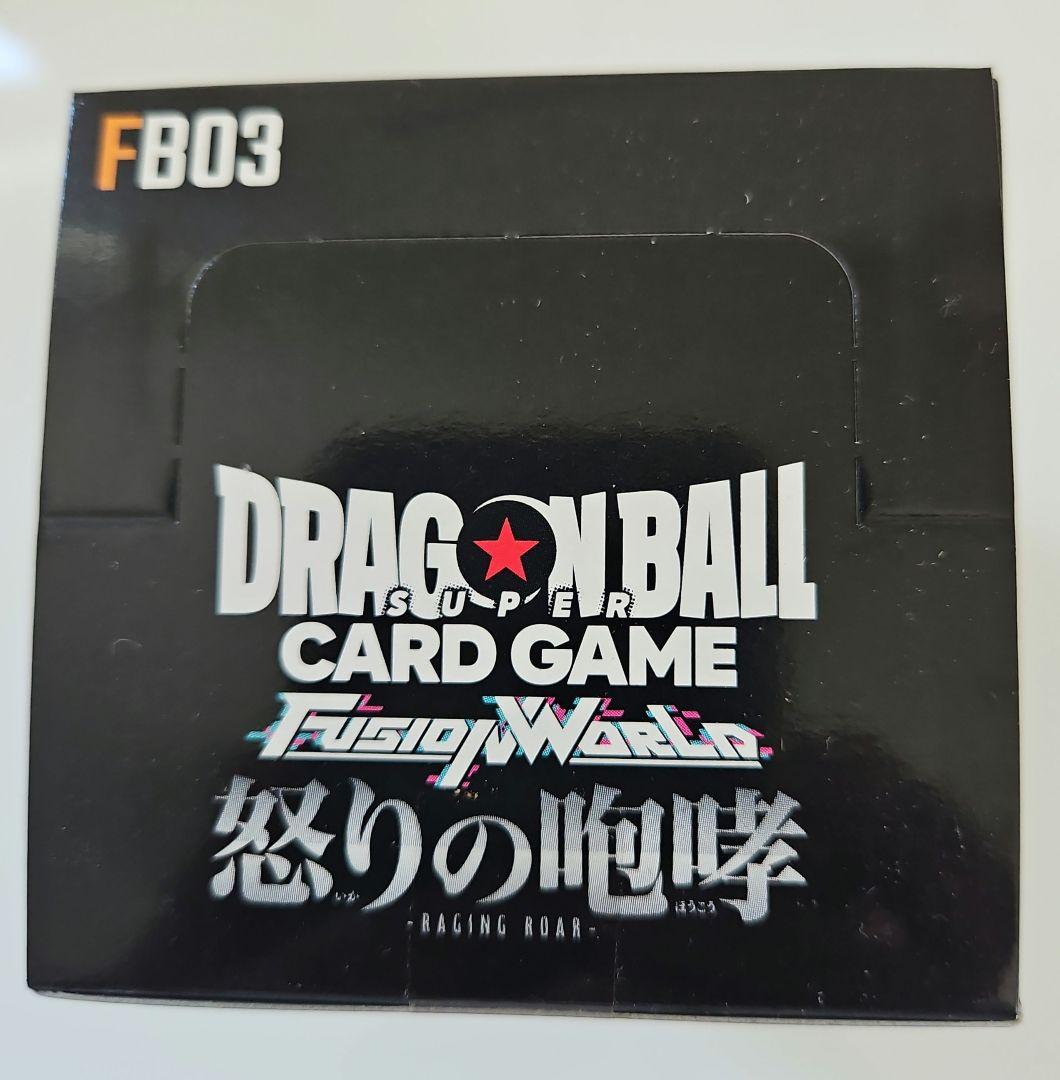 FB03
DRAGON BALL
SUPER
CARD GAME
FUSION WORLD
怒りの咆哮
いか ほうこう
-RAGING ROAR-